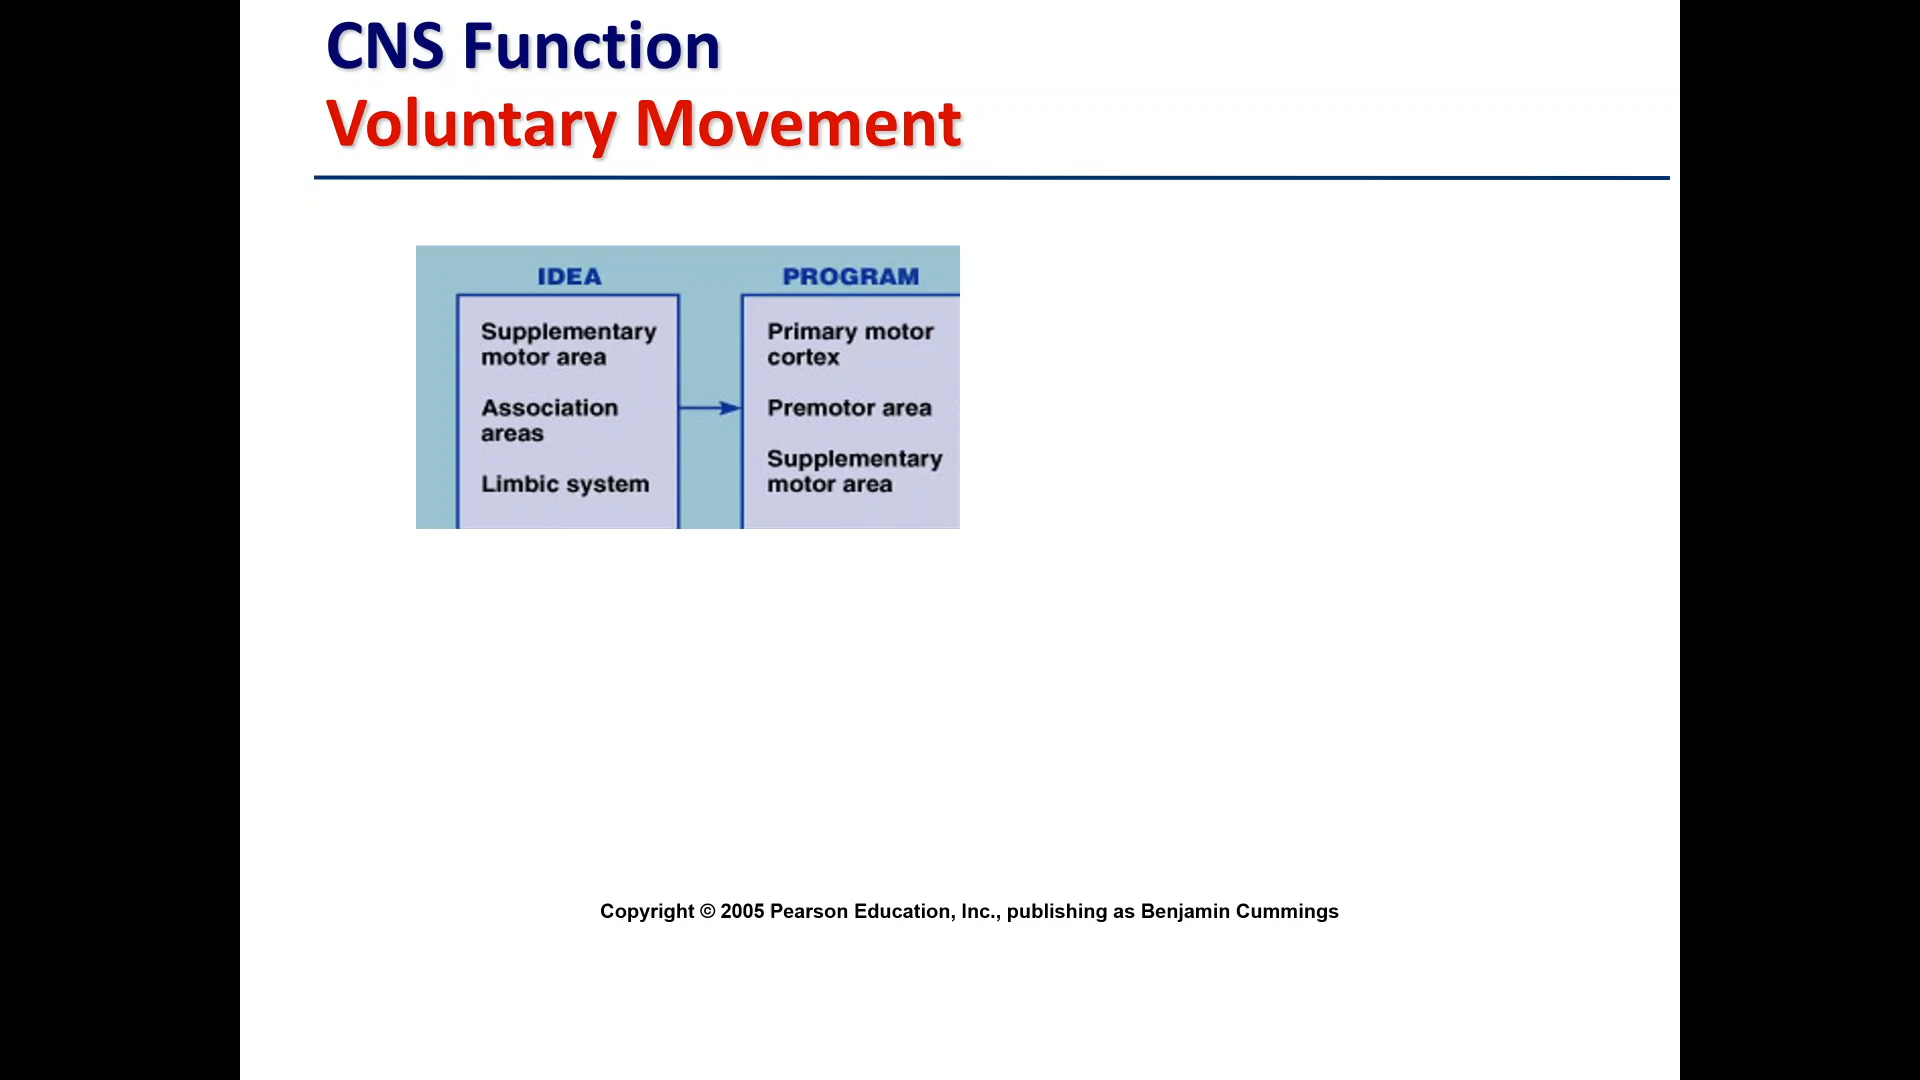 CNS Function
Voluntary Movement
IDEA
Supplementary
motor area
Association
areas
Limbic system
PROGRAM
Primary motor
cortex
Premotor area
Supplementary
motor area
Copyright © 2005 Pearson Education, Inc., publishing as Benjamin Cummings